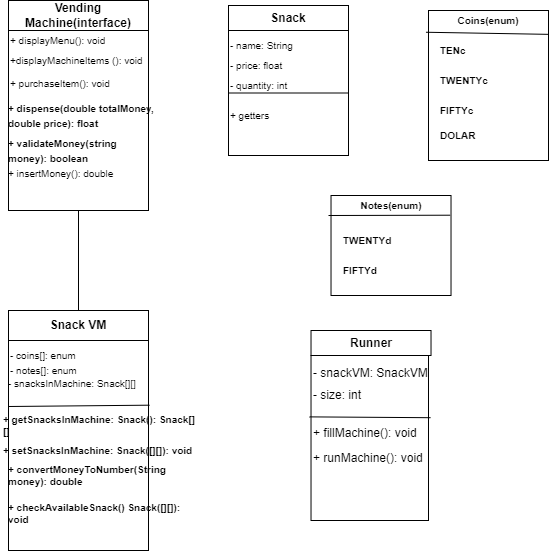 Vending
Machine(interface)
+ displayMenu(): void
+displayMachineItems (): void
+ purchaseItem(): void
+ dispense(double totalMoney,
double price): float
+ validateMoney(string
money): boolean
+ insertMoney(): double
Snack
- name: String
- price: float
- quantity: int
+ getters
Coins(enum)
TENc
TWENTYc
FIFTYc
DOLAR
Notes(enum)
TWENTYd
FIFTYd
Snack VM
- coins[]: enum
- notes[]: enum
- snacksInMachine: Snack[][]
+ getSnacksInMachine: Snack(): Snack[]
[]
+ setSnacksInMachine: Snack([][]): void
+ convertMoneyToNumber(String
money): double
+ checkAvailableSnack() Snack([][]):
void
Runner
- snackVM: SnackVM
- size: int
+ fillMachine(): void
+ runMachine(): void